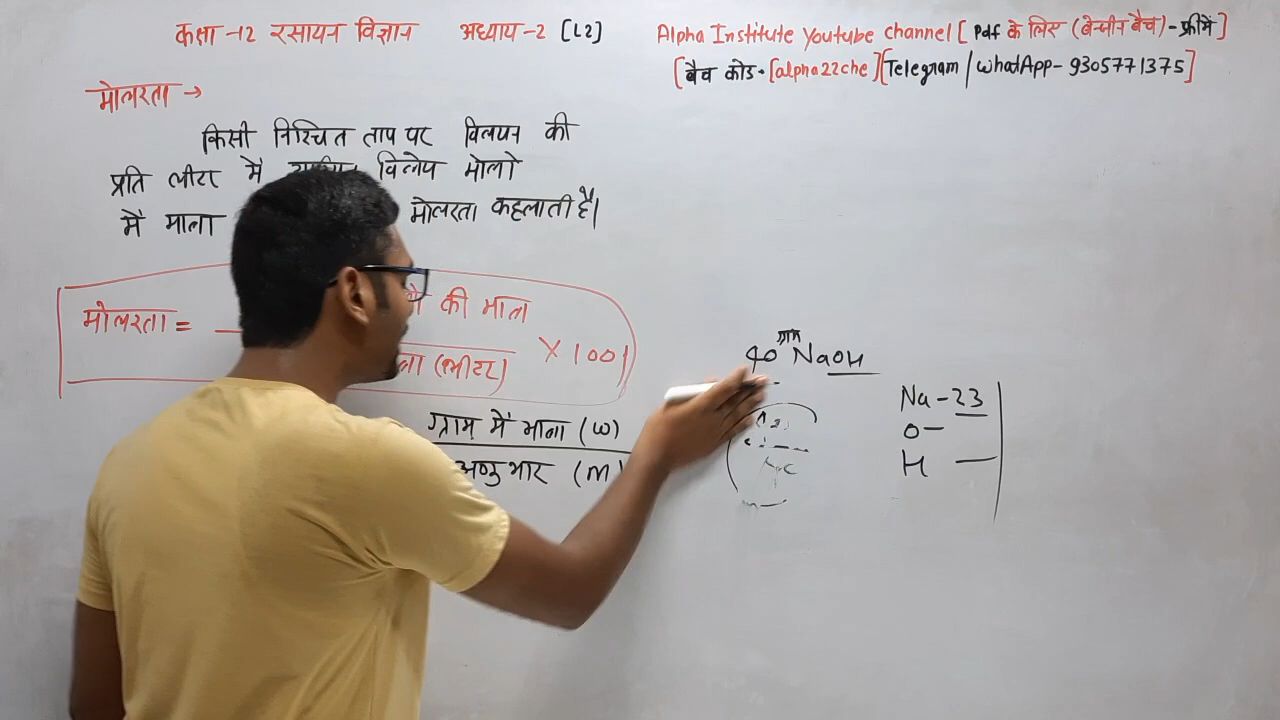 कक्षा -12 रसायन विज्ञान अध्याय-2 [L2]
Alpha Institute Youtube channel [ Pdf के लिए (बेन्जीन बैच) - फ्री में ]
[ बैच कोड - [alpha22che] [Telegram / WhatApp - 9305771375]
मोलरता →
किसी निश्चित ताप पर विलयन की
प्रति लीटर में विलेय मोलो
में मात्रा मोलरता कहलाती है।
मोलरता = की मात्रा
(लीटर) × 100
ग्राम में मात्रा (W)
अणुभार (m)
40 ग्राम NaOH
Na - 23
O -
H -